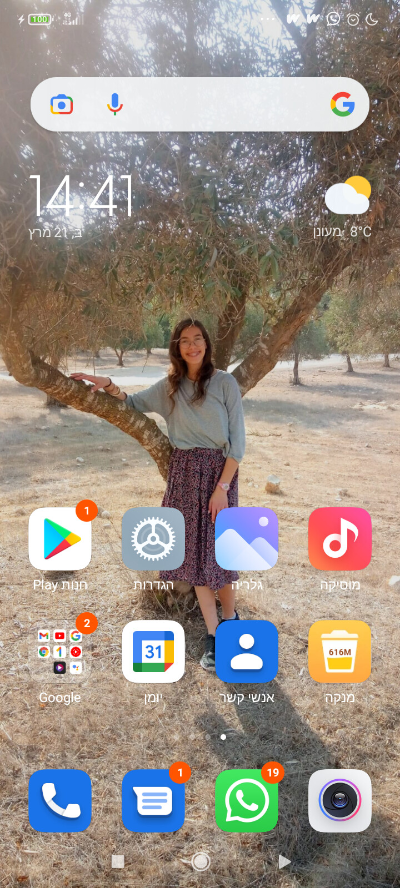 100
14:41
ב, 21 מרץ
מעונן 8°C
1
חנות Play
הגדרות
גלריה
מוסיקה
2
Google
31
יומן
אנשי קשר
616M
מנקה
1
19